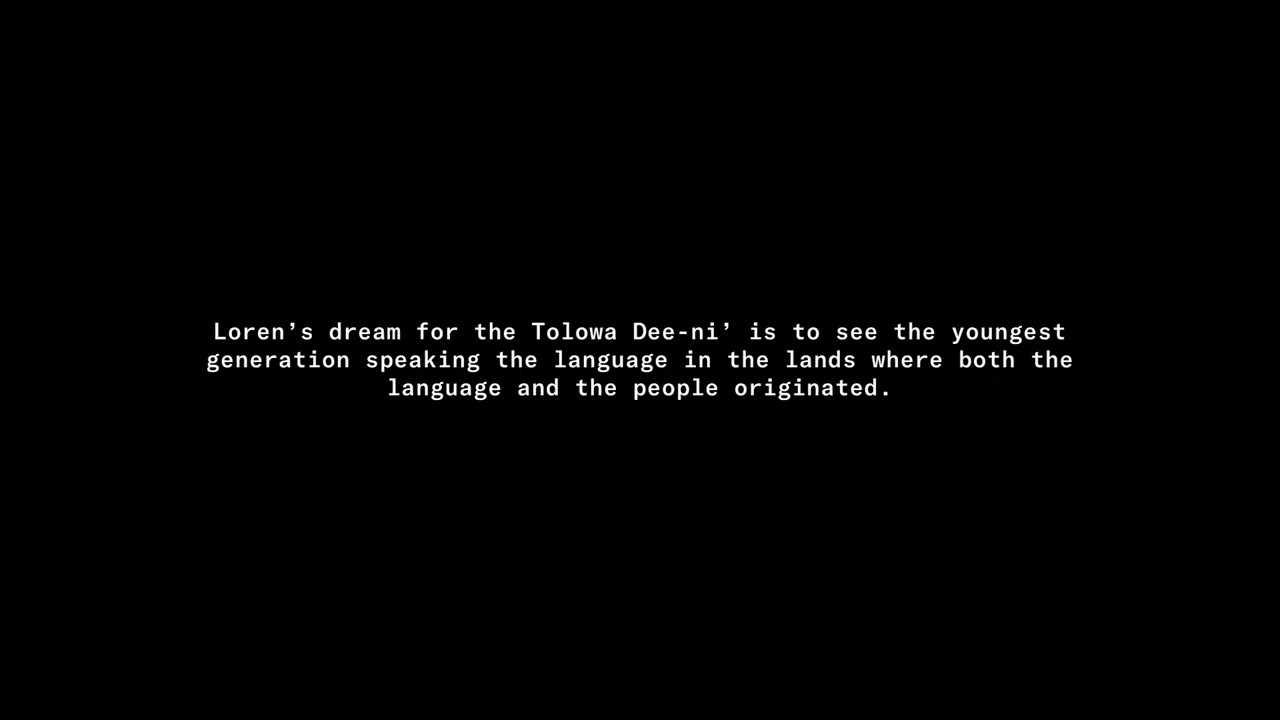 Loren’s dream for the Tolowa Dee-ni’ is to see the youngest
generation speaking the language in the lands where both the
language and the people originated.